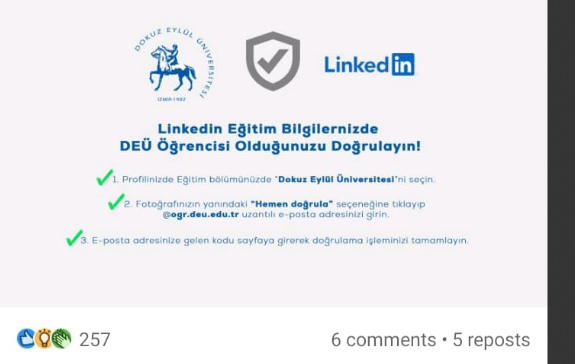 DOKUZ EYLÜL ÜNİVERSİTESİ
İZMİR-1982
Linkedin
Linkedin Eğitim Bilgilernizde
DEÜ Öğrencisi Olduğunuzu Doğrulayın!
1. Profilinizde Eğitim bölümünüzde "Dokuz Eylül Üniversitesi"ni seçin.
2. Fotoğrafınızın yanındaki "Hemen doğrula" seçeneğine tıklayıp
@ogr.deu.edu.tr uzantılı e-posta adresinizi girin.
3. E-posta adresinize gelen kodu sayfaya girerek doğrulama işleminizi tamamlayın.
257
6 comments • 5 reposts